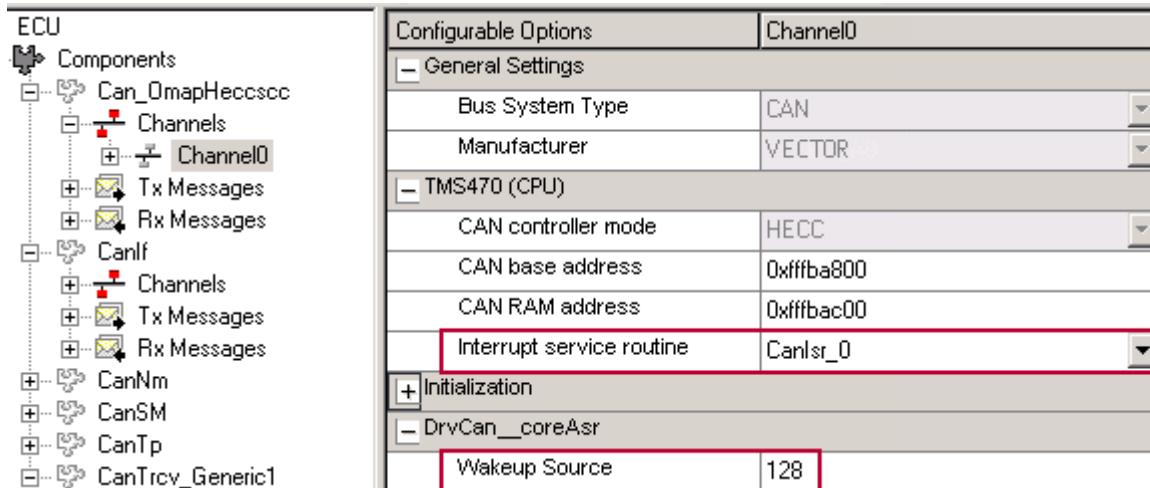 ECU
Components
Can_OmapHeccscc
Channels
Channel0
Tx Messages
Rx Messages
CanIf
Channels
Tx Messages
Rx Messages
CanNm
CanSM
CanTp
CanTrcv_Generic1
Configurable Options Channel0
General Settings
Bus System Type CAN
Manufacturer VECTOR
TMS470 (CPU)
CAN controller mode HECC
CAN base address 0xfffba800
CAN RAM address 0xfffbac00
Interrupt service routine CanIsr_0
Initialization
DrvCan__coreAsr
Wakeup Source 128